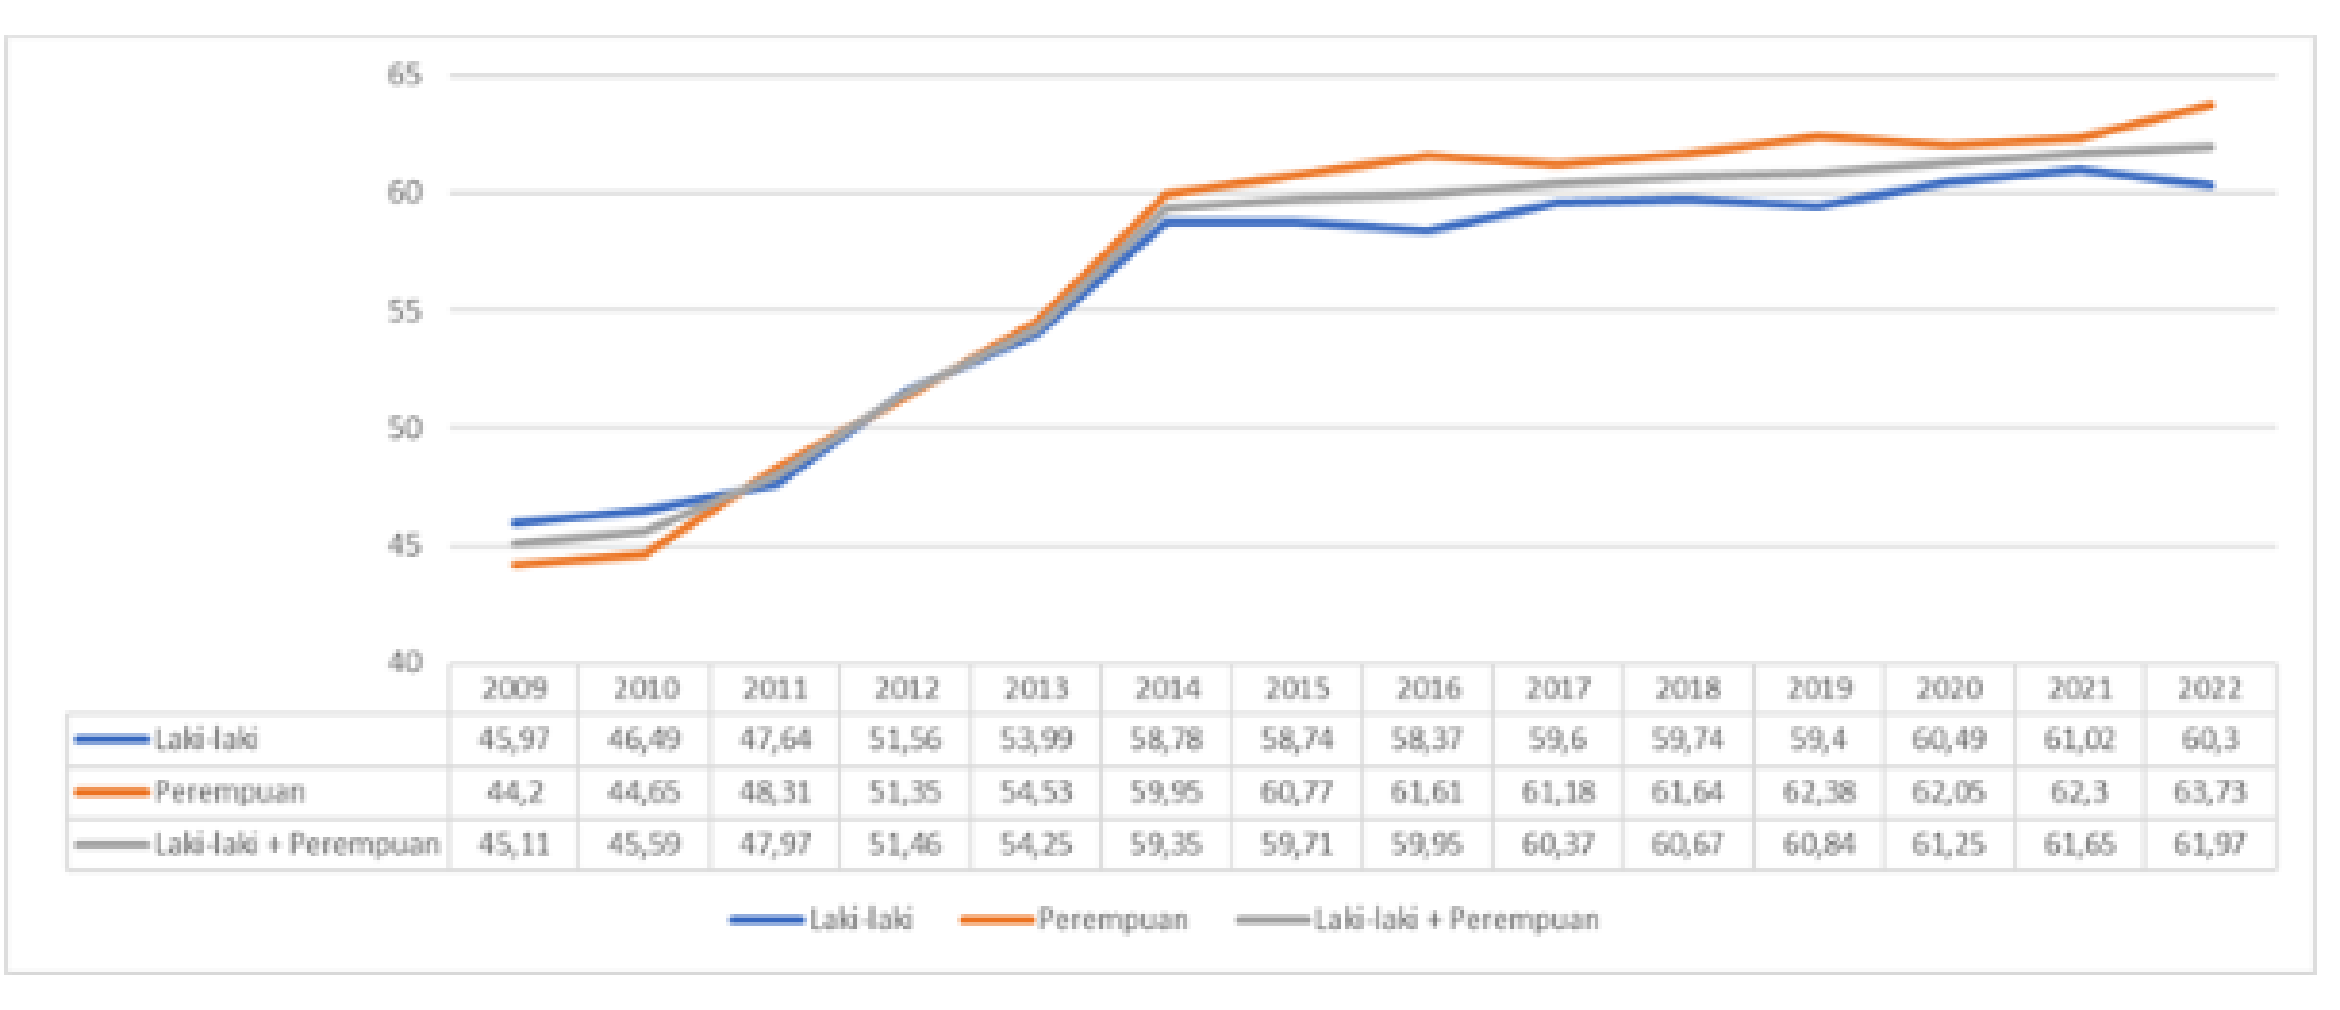 65
60
55
50
45
40
2009 2010 2011 2012 2013 2014 2015 2016 2017 2018 2019 2020 2021 2022
Laki-laki 45,97 46,49 47,64 51,56 53,99 58,78 58,74 58,37 59,6 59,74 59,4 60,49 61,02 60,3
Perempuan 44,2 44,65 48,31 51,35 54,53 59,95 60,77 61,61 61,18 61,64 62,38 62,05 62,3 63,73
Laki-laki + Perempuan 45,11 45,59 47,97 51,46 54,25 59,35 59,71 59,95 60,37 60,67 60,84 61,25 61,65 61,97
Laki-laki Perempuan Laki-laki + Perempuan